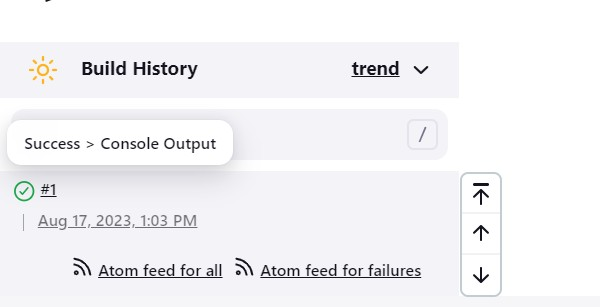 Build History trend
/
Success > Console Output
#1
Aug 17, 2023, 1:03 PM
Atom feed for all Atom feed for failures